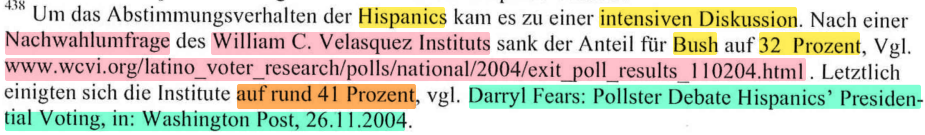 438 Um das Abstimmungsverhalten der Hispanics kam es zu einer intensiven Diskussion. Nach einer
Nachwahlumfrage des William C. Velasquez Instituts sank der Anteil für Bush auf 32 Prozent, Vgl.
www.wcvi.org/latino_voter_research/polls/national/2004/exit_poll_results_110204.html . Letztlich
einigten sich die Institute auf rund 41 Prozent, vgl. Darryl Fears: Pollster Debate Hispanics’ Presiden-
tial Voting, in: Washington Post, 26.11.2004.